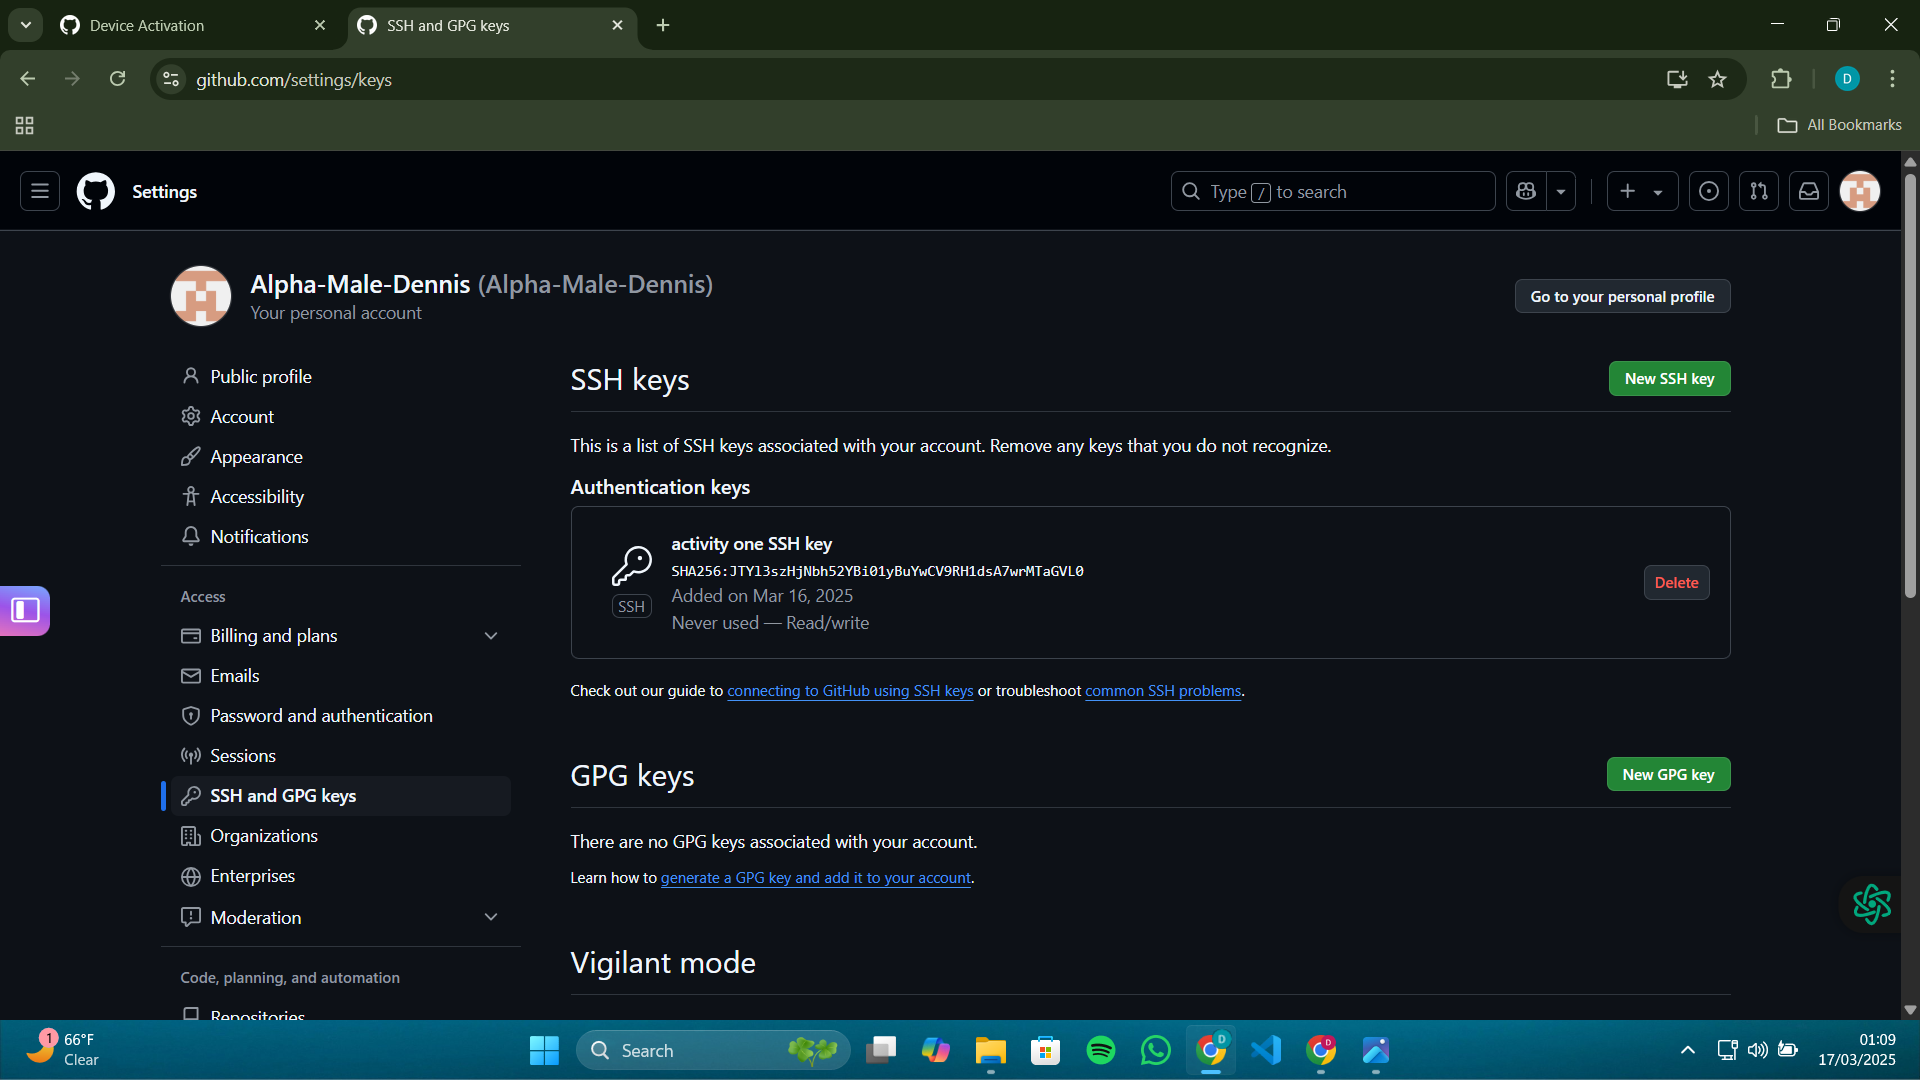 Device Activation
SSH and GPG keys
github.com/settings/keys
D
All Bookmarks
Settings
Type / to search
Alpha-Male-Dennis (Alpha-Male-Dennis)
Your personal account
Go to your personal profile
Public profile
Account
Appearance
Accessibility
Notifications
Access
Billing and plans
Emails
Password and authentication
Sessions
SSH and GPG keys
Organizations
Enterprises
Moderation
Code, planning, and automation
Repositories
SSH keys
New SSH key
This is a list of SSH keys associated with your account. Remove any keys that you do not recognize.
Authentication keys
activity one SSH key
SHA256:JTYl3szHjNbh52YBi01yBuYwCV9RH1dsA7wrMTaGVL0
Added on Mar 16, 2025
Never used — Read/write
SSH
Delete
Check out our guide to connecting to GitHub using SSH keys or troubleshoot common SSH problems.
GPG keys
New GPG key
There are no GPG keys associated with your account.
Learn how to generate a GPG key and add it to your account.
Vigilant mode
1
66°F
Clear
Search
D
D
01:09
17/03/2025